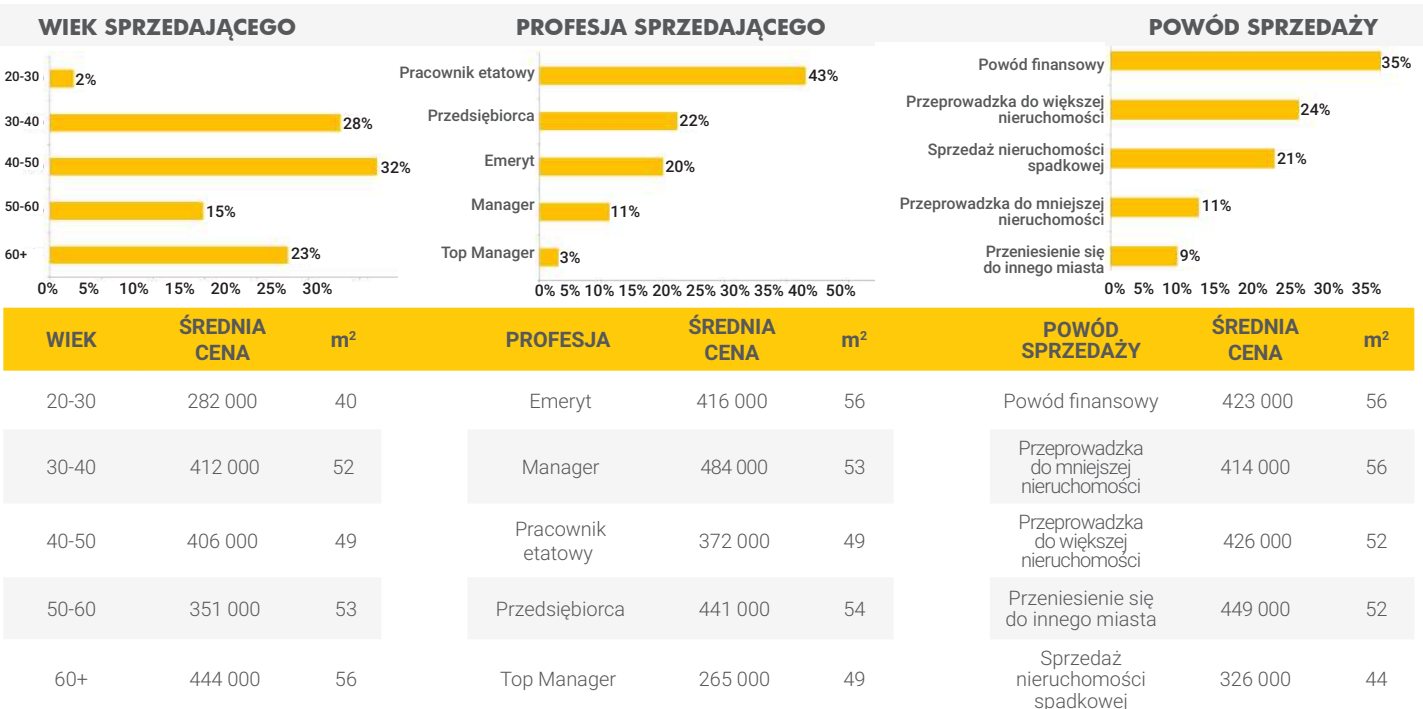 WIEK SPRZEDAJĄCEGO
20-30 2%
30-40 28%
40-50 32%
50-60 15%
60+ 23%
0% 5% 10% 15% 20% 25% 30%
PROFESJA SPRZEDAJĄCEGO
Pracownik etatowy 43%
Przedsiębiorca 22%
Emeryt 20%
Manager 11%
Top Manager 3%
0% 5% 10% 15% 20% 25% 30% 35% 40% 50%
POWÓD SPRZEDAŻY
Powód finansowy 35%
Przeprowadzka do większej
nieruchomości 24%
Sprzedaż nieruchomości
spadkowej 21%
Przeprowadzka do mniejszej
nieruchomości 11%
Przeniesienie się
do innego miasta 9%
0% 5% 10% 15% 20% 25% 30% 35%
WIEK ŚREDNIA CENA m²
20-30 282 000 40
30-40 412 000 52
40-50 406 000 49
50-60 351 000 53
60+ 444 000 56
PROFESJA ŚREDNIA CENA m²
Emeryt 416 000 56
Manager 484 000 53
Pracownik
etatowy 372 000 49
Przedsiębiorca 441 000 54
Top Manager 265 000 49
POWÓD
SPRZEDAŻY ŚREDNIA CENA m²
Powód finansowy 423 000 56
Przeprowadzka
do mniejszej
nieruchomości 414 000 56
Przeprowadzka
do większej
nieruchomości 426 000 52
Przeniesienie się
do innego miasta 449 000 52
Sprzedaż
nieruchomości
spadkowej 326 000 44